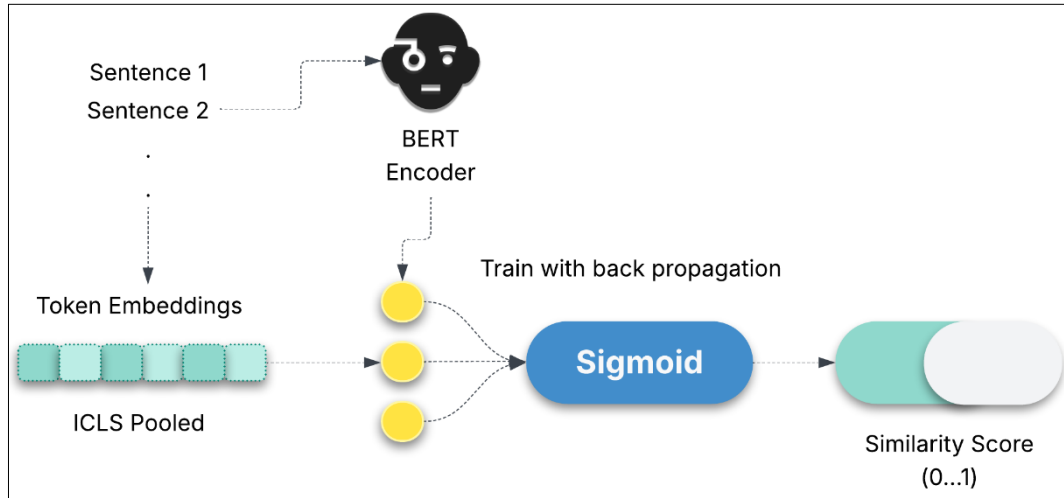 Sentence 1
Sentence 2
.
.
BERT
Encoder
Train with back propagation
Token Embeddings
Sigmoid
ICLS Pooled
Similarity Score
(0...1)